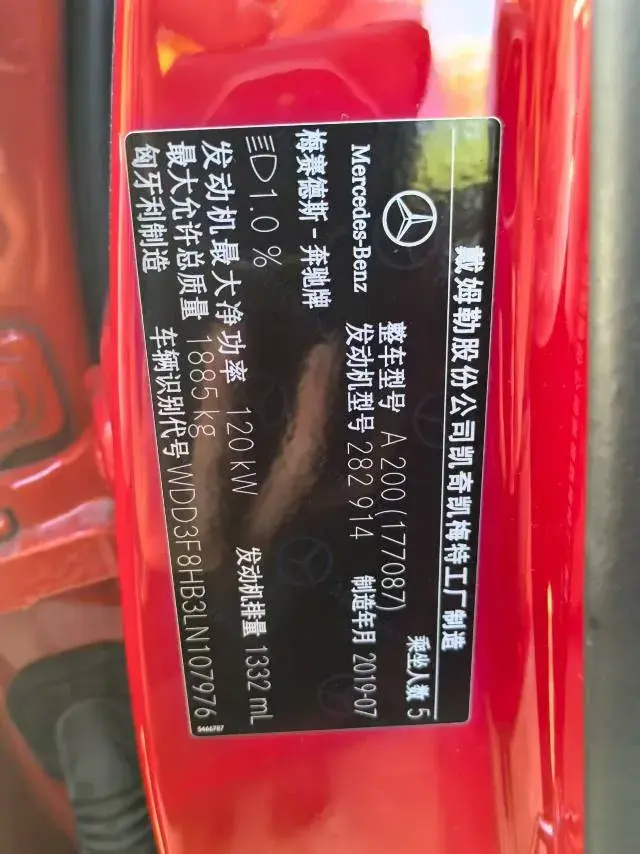 戴姆勒股份公司凯奇凯梅特工厂制造
Mercedes-Benz
梅赛德斯-奔驰牌
整车型号 A 200 (177087)
乘坐人数 5
发动机型号 282 914
制造年月 2019-07
1.0 %
发动机最大净功率 120 kW
发动机排量 1332 mL
最大允许总质量 1885 kg
匈牙利制造
车辆识别代号 WDD3F8HB3LN107976
S466787